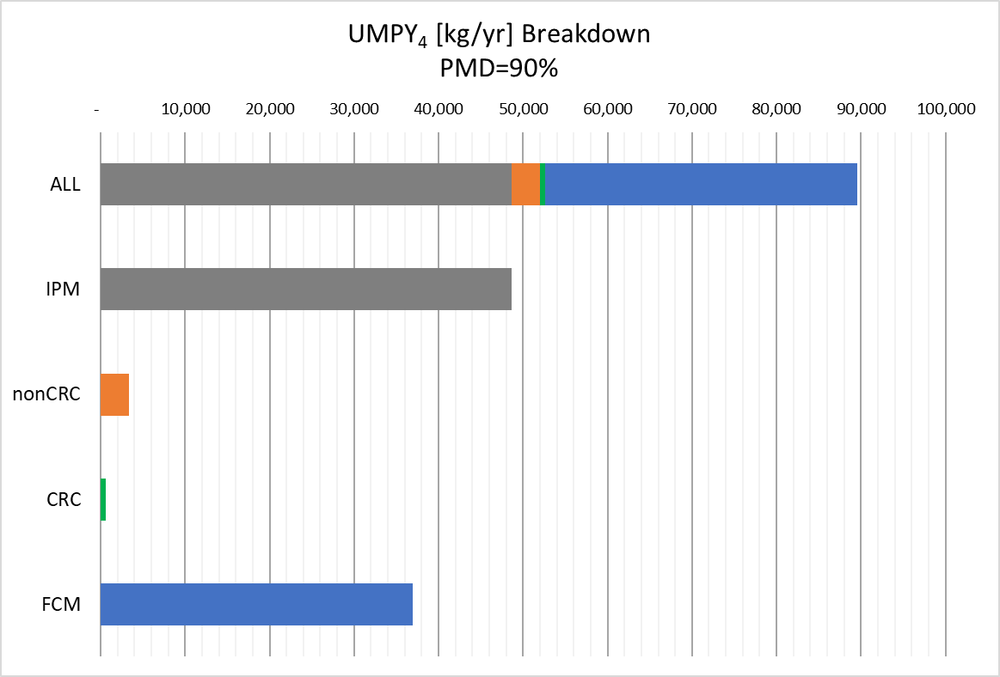 UMPY₄ [kg/yr] Breakdown
PMD=90%
- 10,000 20,000 30,000 40,000 50,000 60,000 70,000 80,000 90,000 100,000
ALL
IPM
nonCRC
CRC
FCM